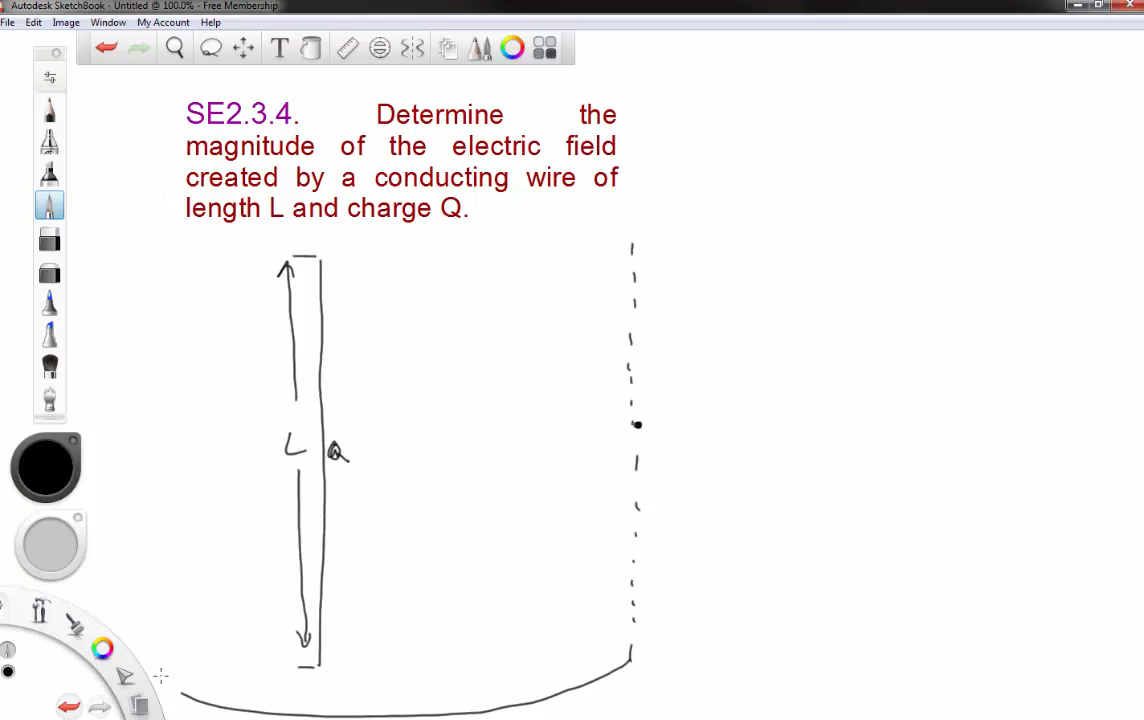 Autodesk SketchBook - Untitled @ 100.0% - Free Membership
File Edit Image Window My Account Help
T
SE2.3.4. Determine the
magnitude of the electric field
created by a conducting wire of
length L and charge Q.
L
Q